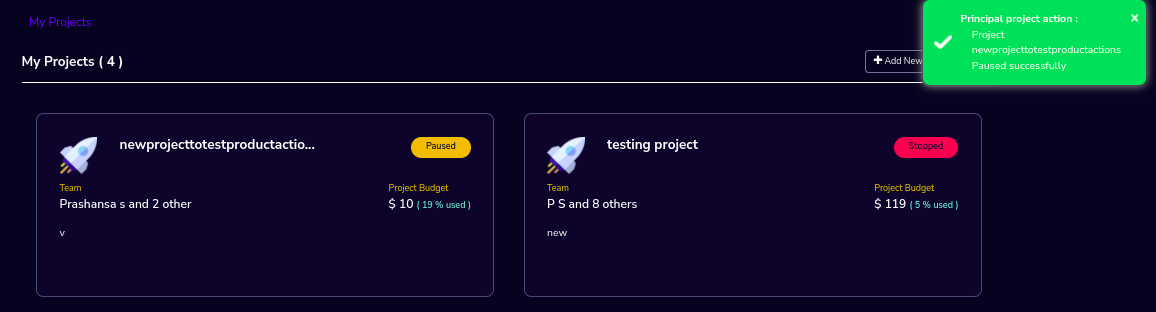 My Projects
My Projects ( 4 )
Add New
Principal project action :
Project
newprojecttotestproductactions
Paused successfully
×
newprojecttotestproductactio...
Paused
Team
Project Budget
Prashansa s and 2 other
$ 10 ( 19 % used )
v
testing project
Stopped
Team
Project Budget
P S and 8 others
$ 119 ( 5 % used )
new